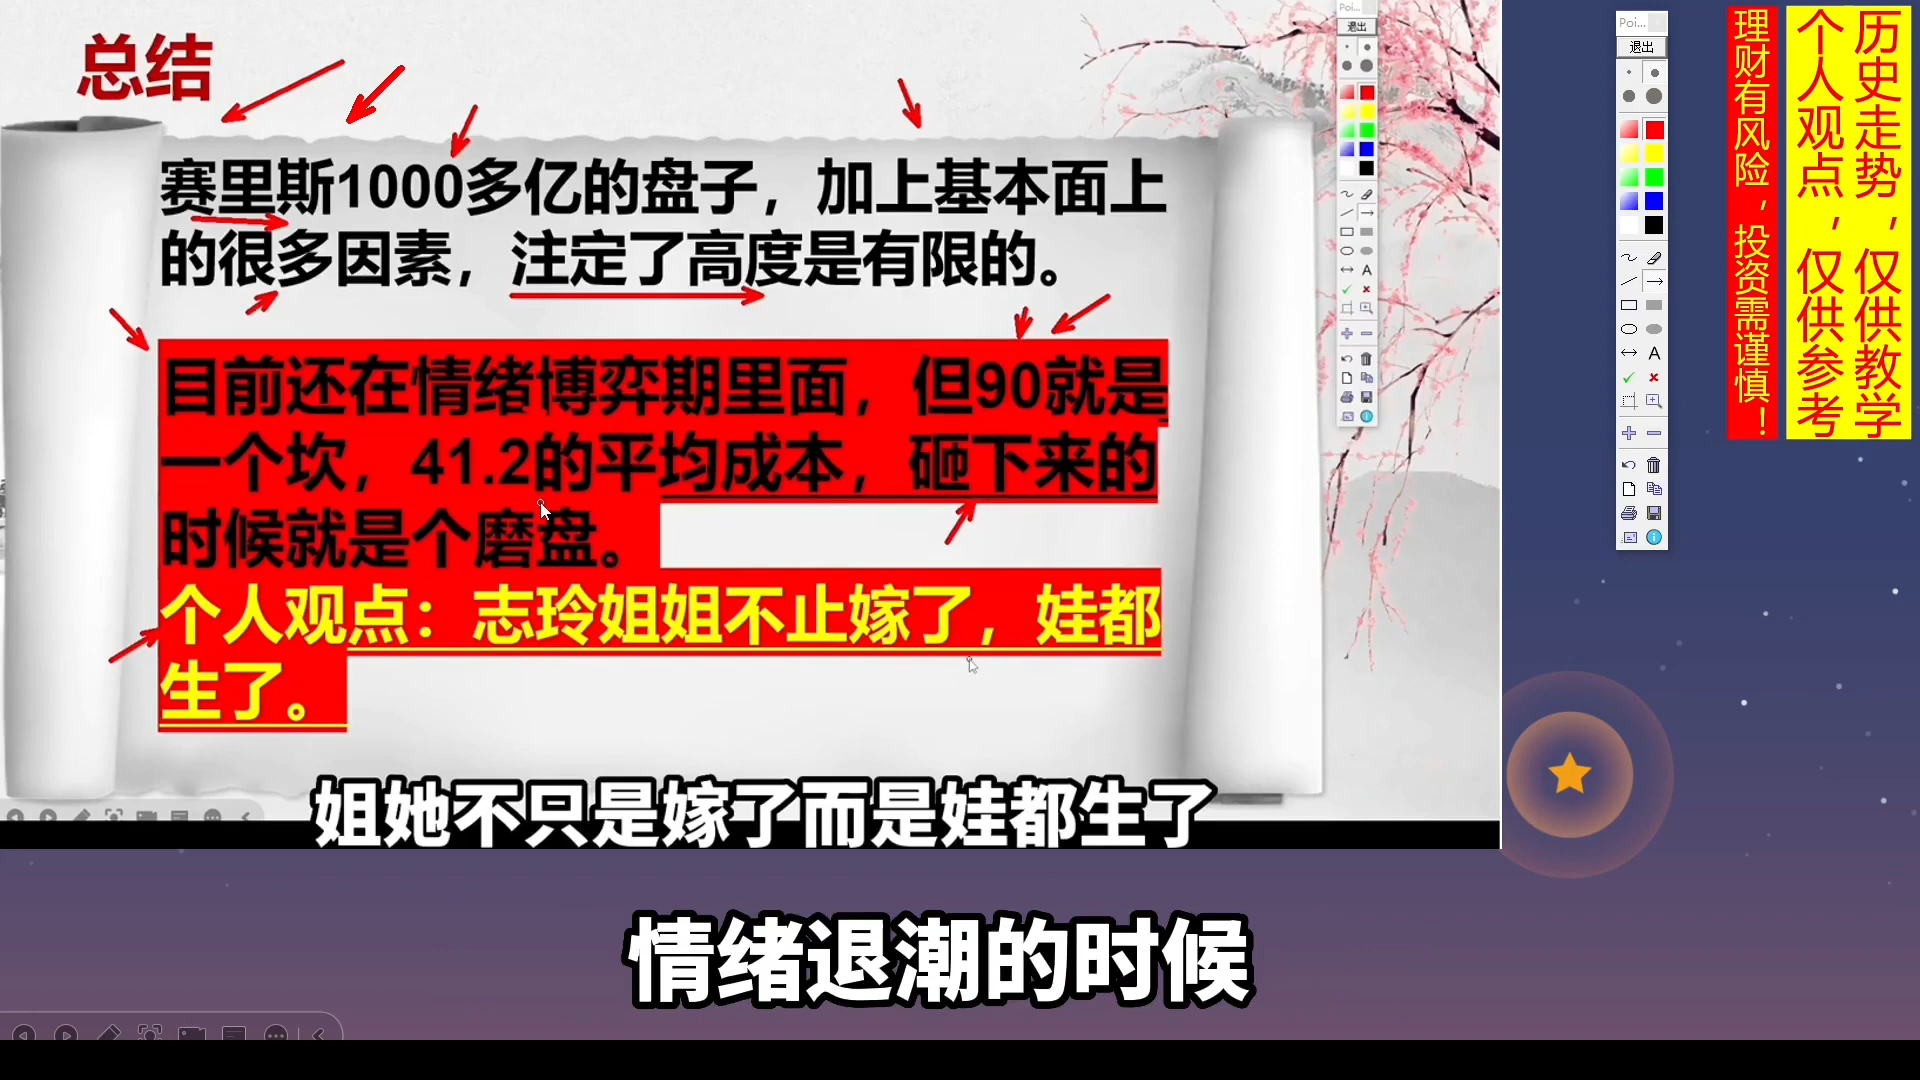 总结
赛里斯1000多亿的盘子，加上基本面上
的很多因素，注定了高度是有限的。
目前还在情绪博弈期里面，但90就是
一个坎，41.2的平均成本，砸下来的
时候就是个磨盘。
个人观点：志玲姐姐不止嫁了，娃都
生了。
姐她不只是嫁了而是娃都生了
情绪退潮的时候
Poi...
退出
A
Poi...
退出
A
理财有风险，投资需谨慎！
历史走势，仅供教学
个人观点，仅供参考